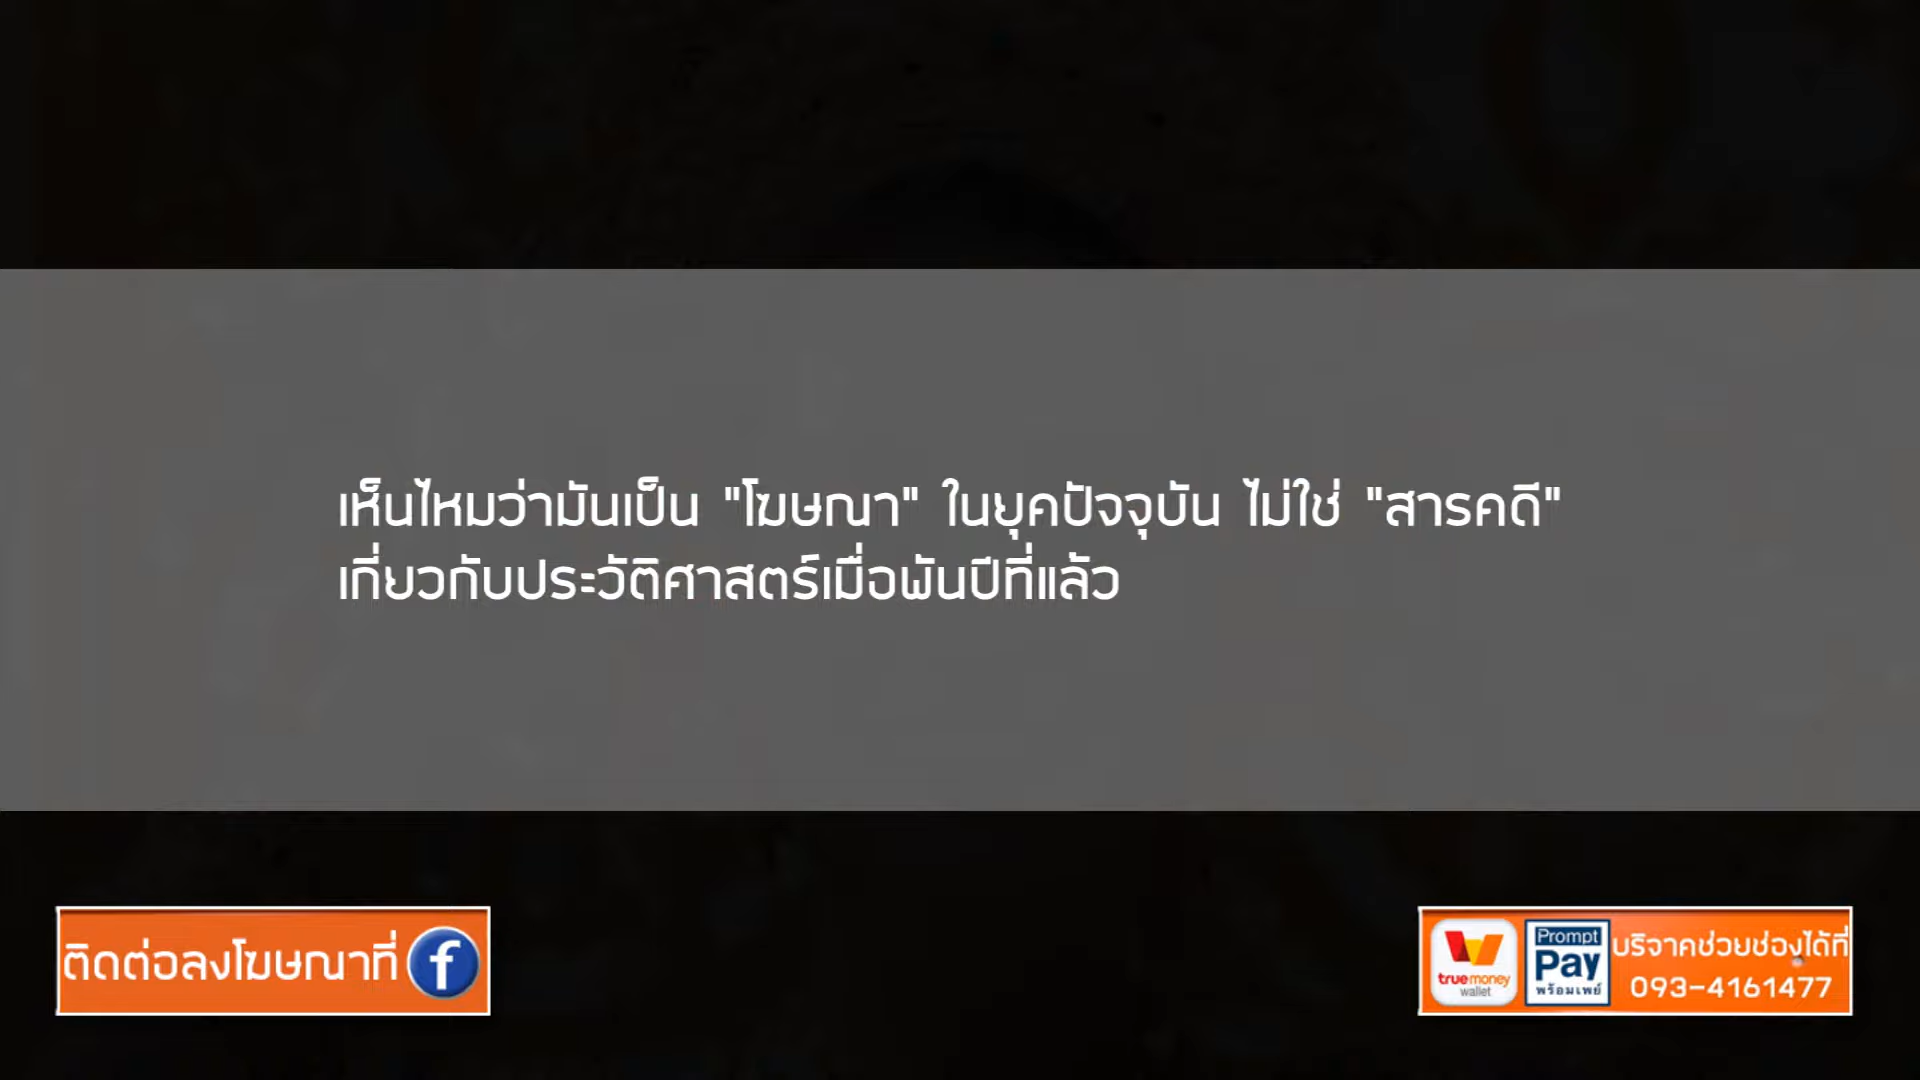 เห็นไหมว่ามันเป็น "โฆษณา" ในยุคปัจจุบัน ไม่ใช่ "สารคดี"
เกี่ยวกับประวัติศาสตร์เมื่อพันปีที่แล้ว
ติดต่อลงโฆษณาที่ f
truemoney
wallet
Prompt
Pay
พร้อมเพย์
บริจาคช่วยช่องได้ที่
093-4161477